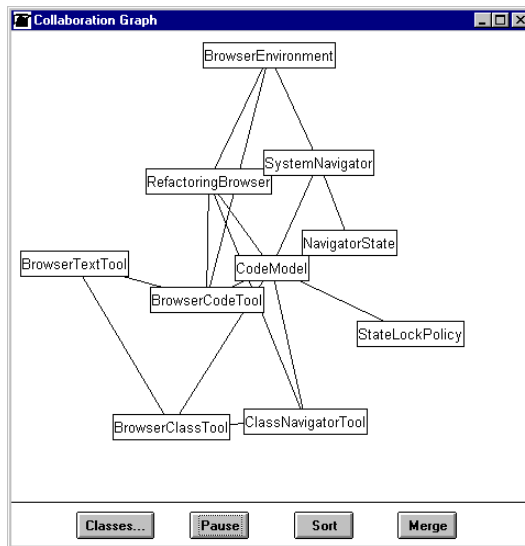 Collaboration Graph
BrowserEnvironment
SystemNavigator
RefactoringBrowser
NavigatorState
BrowserTextTool
CodeModel
BrowserCodeTool
StateLockPolicy
BrowserClassTool
ClassNavigatorTool
Classes...
Pause
Sort
Merge